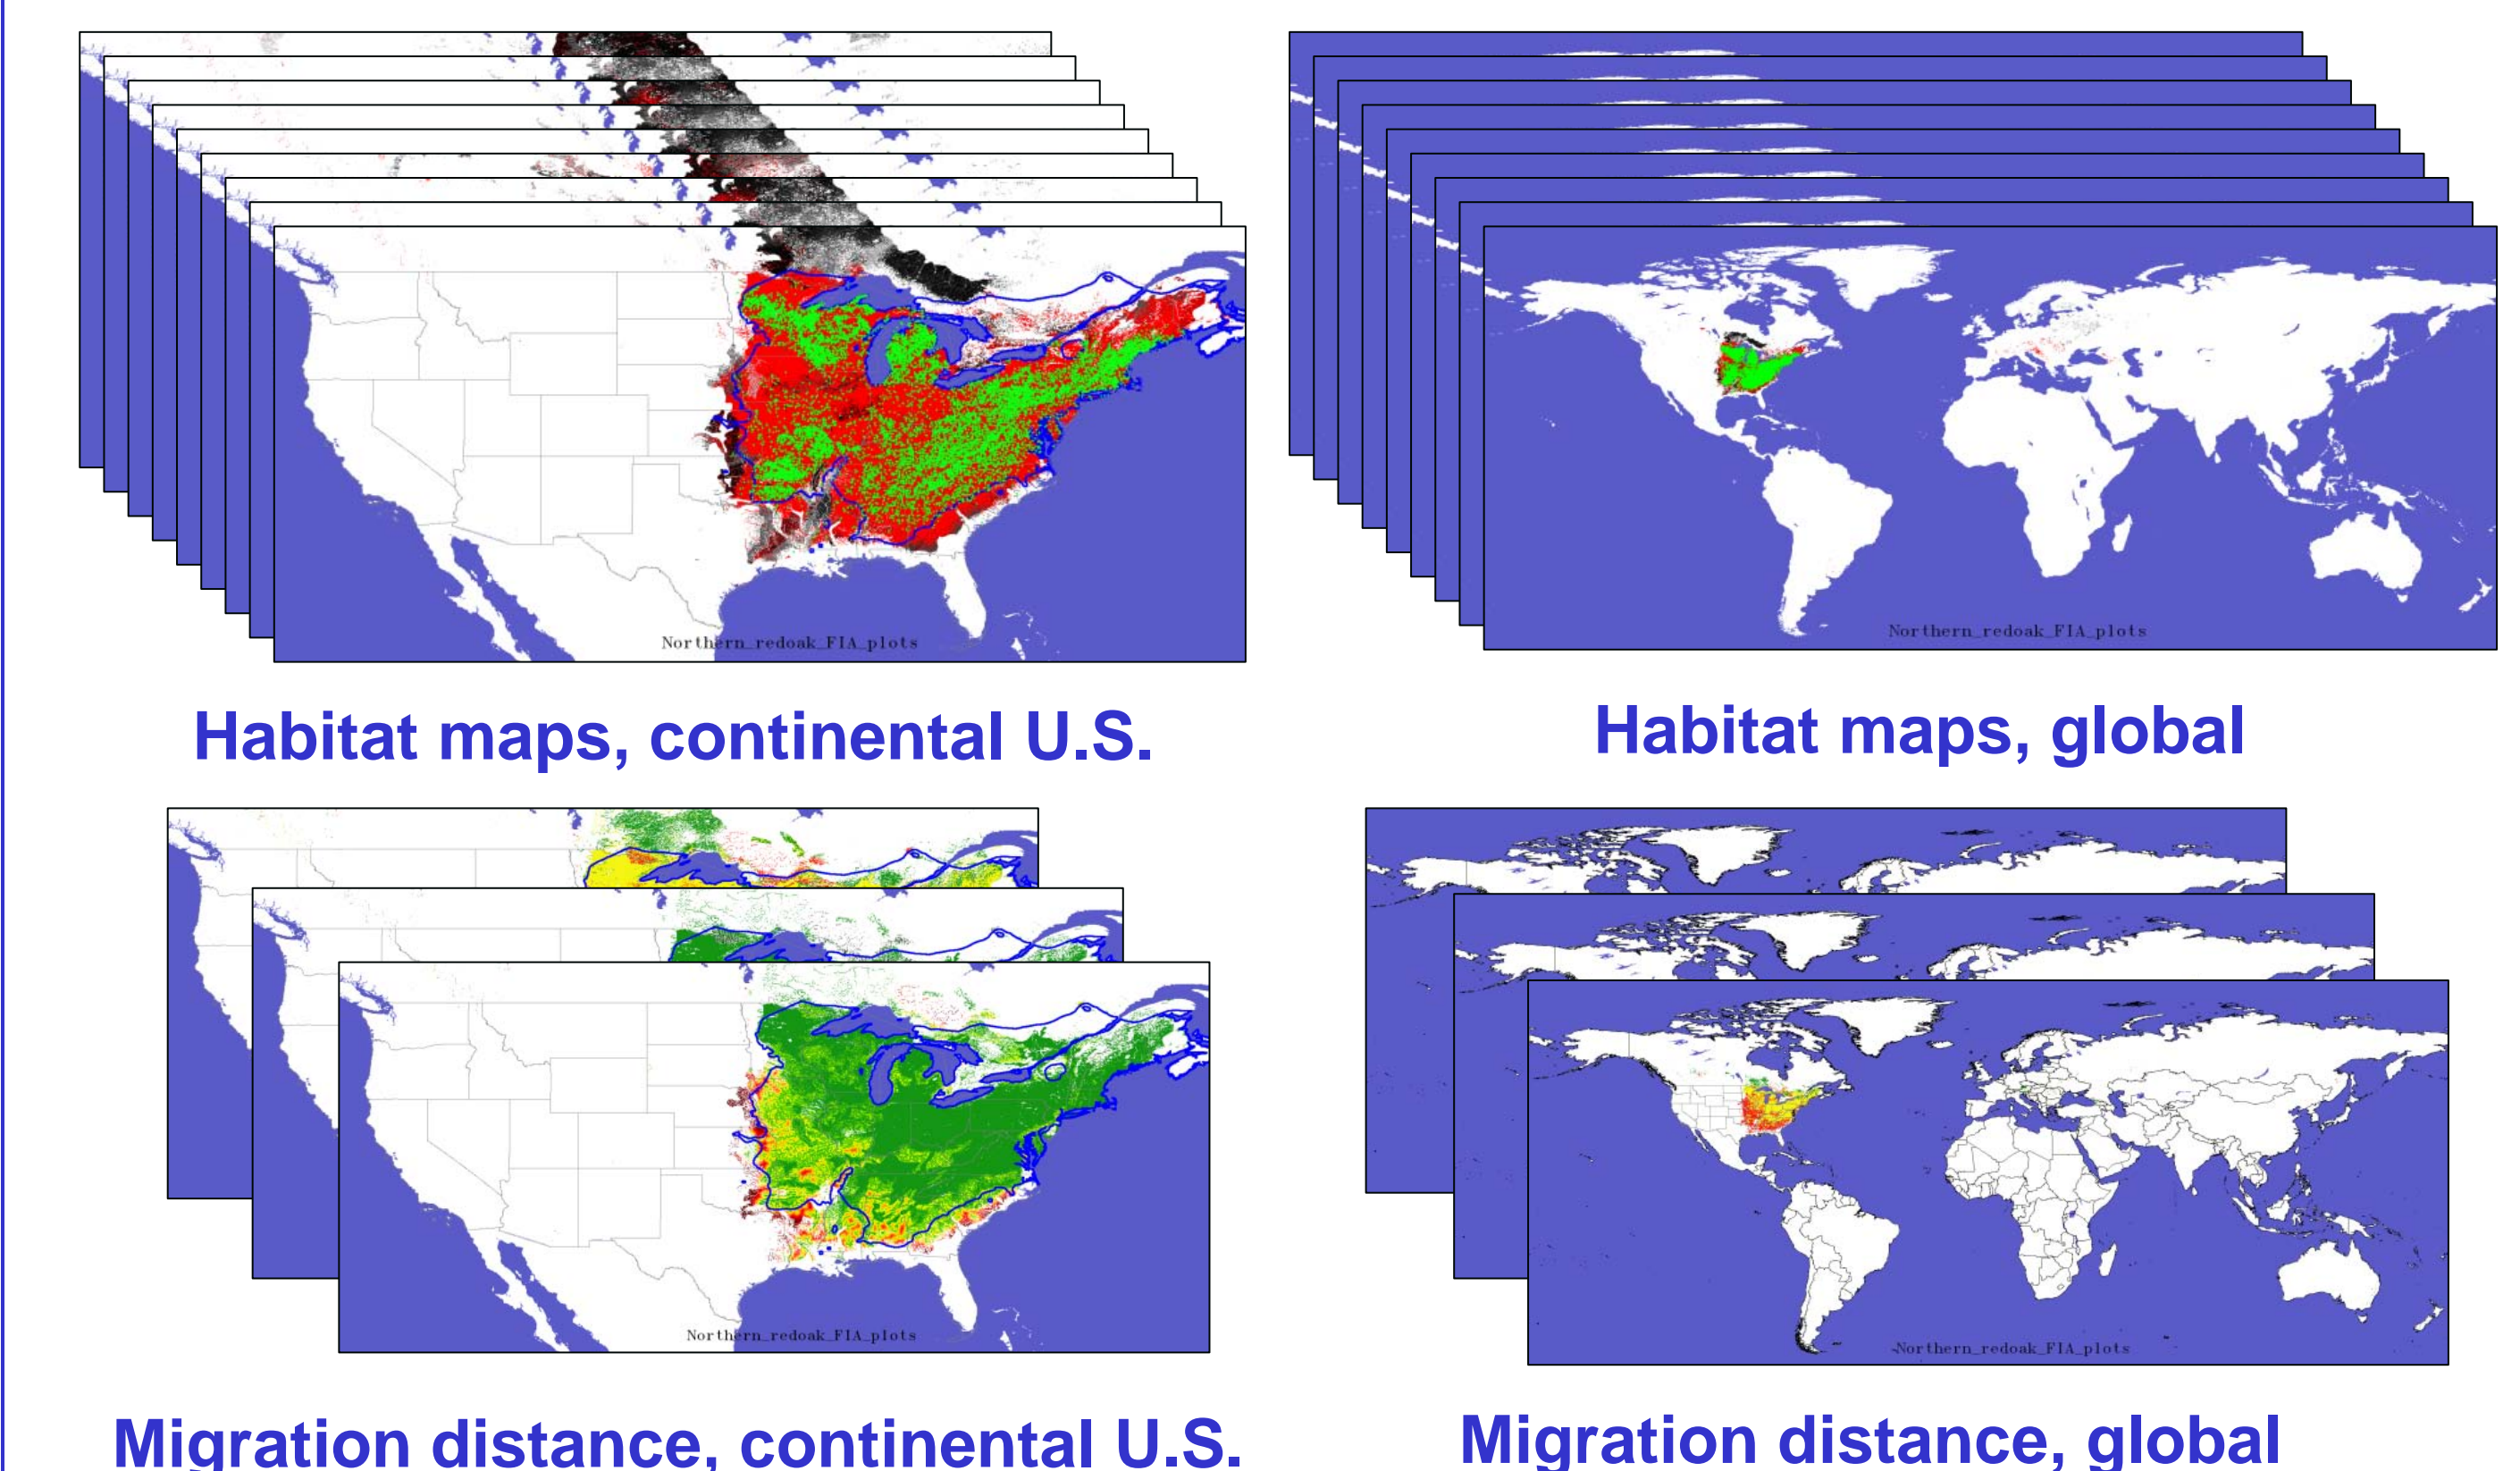 Northern_redoak_FIA_plots
Northern_redoak_FIA_plots
Habitat maps, continental U.S.
Habitat maps, global
Northern_redoak_FIA_plots
Northern_redoak_FIA_plots
Migration distance, continental U.S.
Migration distance, global